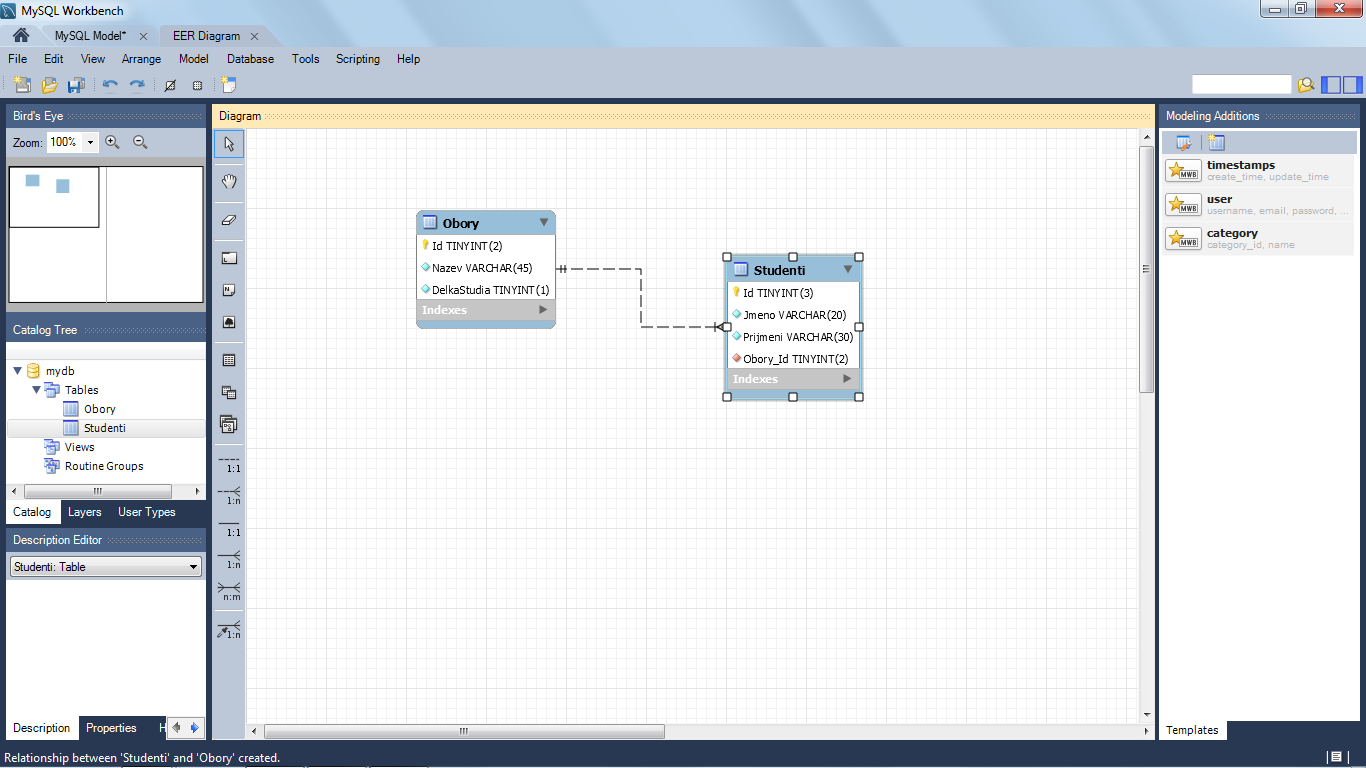 MySQL Workbench
MySQL Model*
EER Diagram
File Edit View Arrange Model Database Tools Scripting Help
Bird's Eye
Zoom: 100%
Catalog Tree
mydb
Tables
Obory
Studenti
Views
Routine Groups
Catalog Layers User Types
Description Editor
Studenti: Table
Description Properties H
Diagram
1:1
1:n
1:1
1:n
n:m
1:n
Obory
Id TINYINT(2)
Nazev VARCHAR(45)
DelkaStudia TINYINT(1)
Indexes
Studenti
Id TINYINT(3)
Jmeno VARCHAR(20)
Prijmeni VARCHAR(30)
Obory_Id TINYINT(2)
Indexes
Modeling Additions
MWB
timestamps
create_time, update_time
MWB
user
username, email, password, ...
MWB
category
category_id, name
Templates
Relationship between 'Studenti' and 'Obory' created.